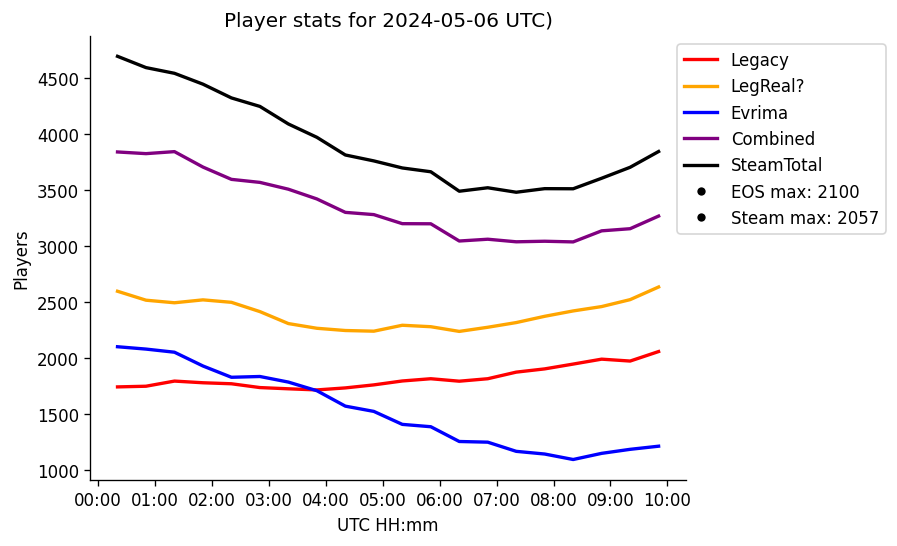 Player stats for 2024-05-06 UTC)
Legacy
LegReal?
Evrima
Combined
SteamTotal
EOS max: 2100
Steam max: 2057
Players
4500
4000
3500
3000
2500
2000
1500
1000
00:00 01:00 02:00 03:00 04:00 05:00 06:00 07:00 08:00 09:00 10:00
UTC HH:mm